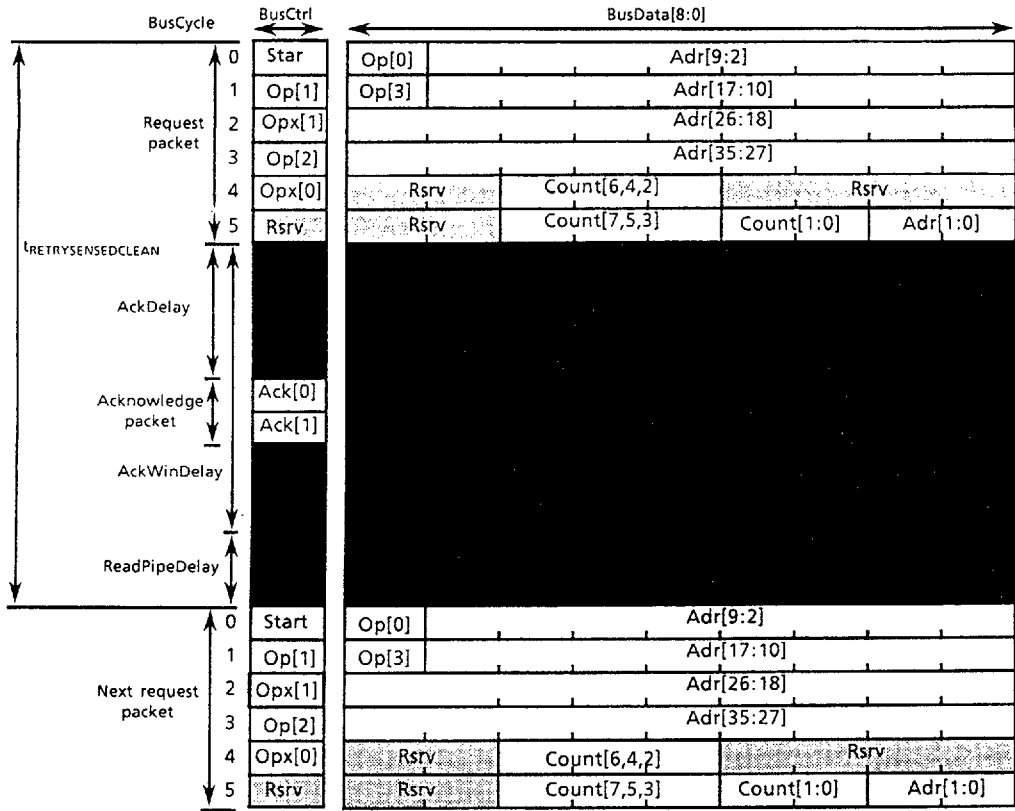 BusCycle BusCtrl BusData[8:0]
0 Star Op[0] Adr[9:2]
1 Op[1] Op[3] Adr[17:10]
Request packet
2 Opx[1] Adr[26:18]
3 Op[2] Adr[35:27]
4 Opx[0] Rsrv Count[6,4,2] Rsrv
5 Rsrv Rsrv Count[7,5,3] Count[1:0] Adr[1:0]
tRETRYSENSEDCLEAN
AckDelay
Ack[0]
Acknowledge packet
Ack[1]
AckWinDelay
ReadPipeDelay
0 Start Op[0] Adr[9:2]
1 Op[1] Op[3] Adr[17:10]
Next request packet
2 Opx[1] Adr[26:18]
3 Op[2] Adr[35:27]
4 Opx[0] Rsrv Count[6,4,2] Rsrv
5 Rsrv Rsrv Count[7,5,3] Count[1:0] Adr[1:0]